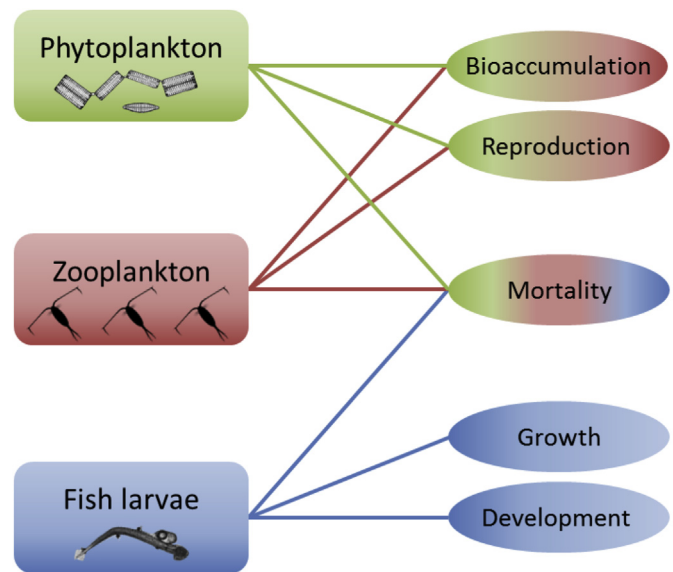 Phytoplankton
Bioaccumulation
Reproduction
Zooplankton
Mortality
Growth
Fish larvae
Development